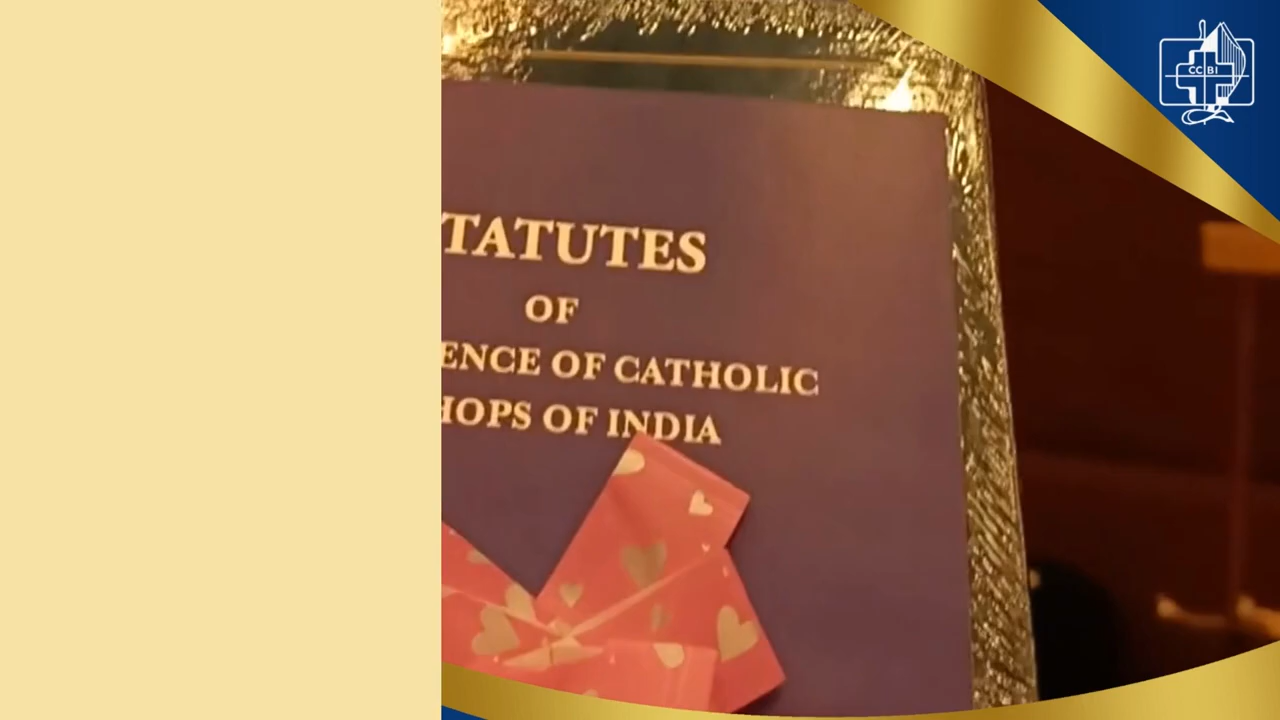 CCBI
TATUTES
OF
ENCE OF CATHOLIC
HOPS OF INDIA